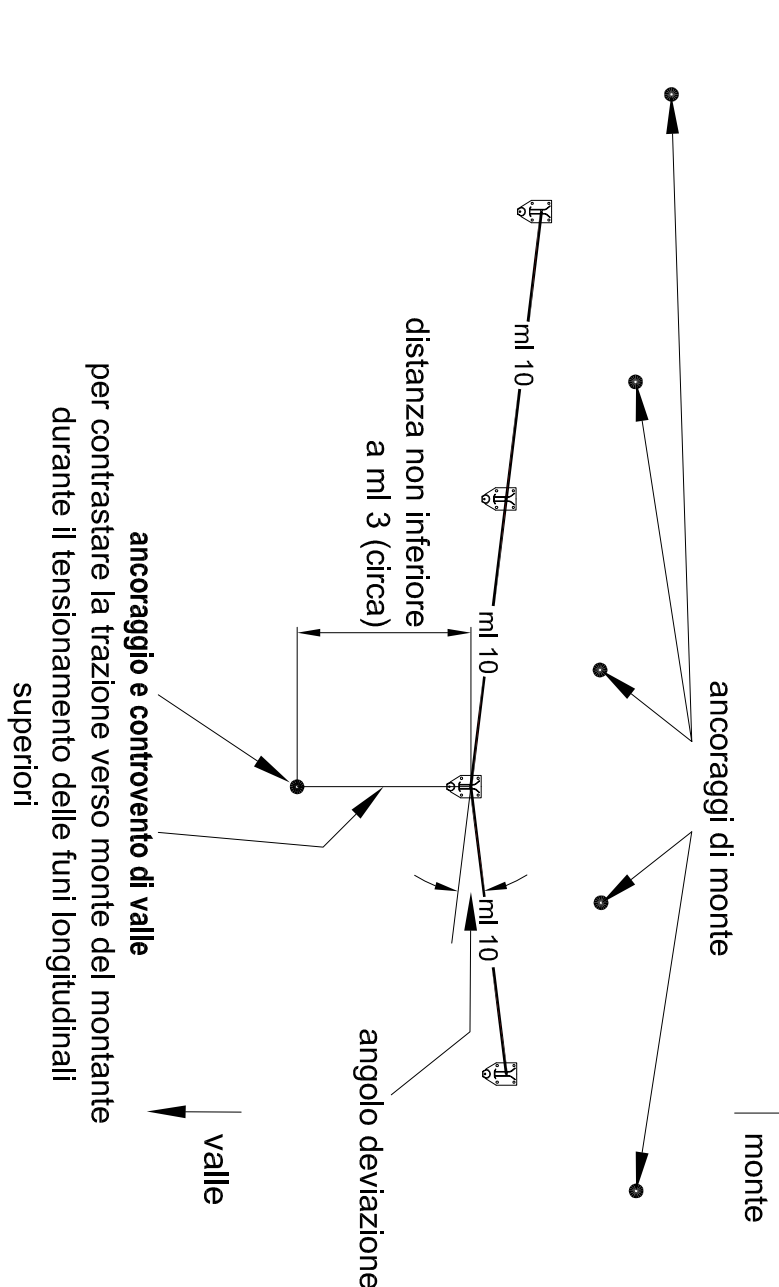 monte
ancoraggi di monte
ml 10
ml 10
ml 10
distanza non inferiore
a ml 3 (circa)
angolo deviazione
valle
ancoraggio e controvento di valle
per contrastare la trazione verso monte del montante
durante il tensionamento delle funi longitudinali
superiori